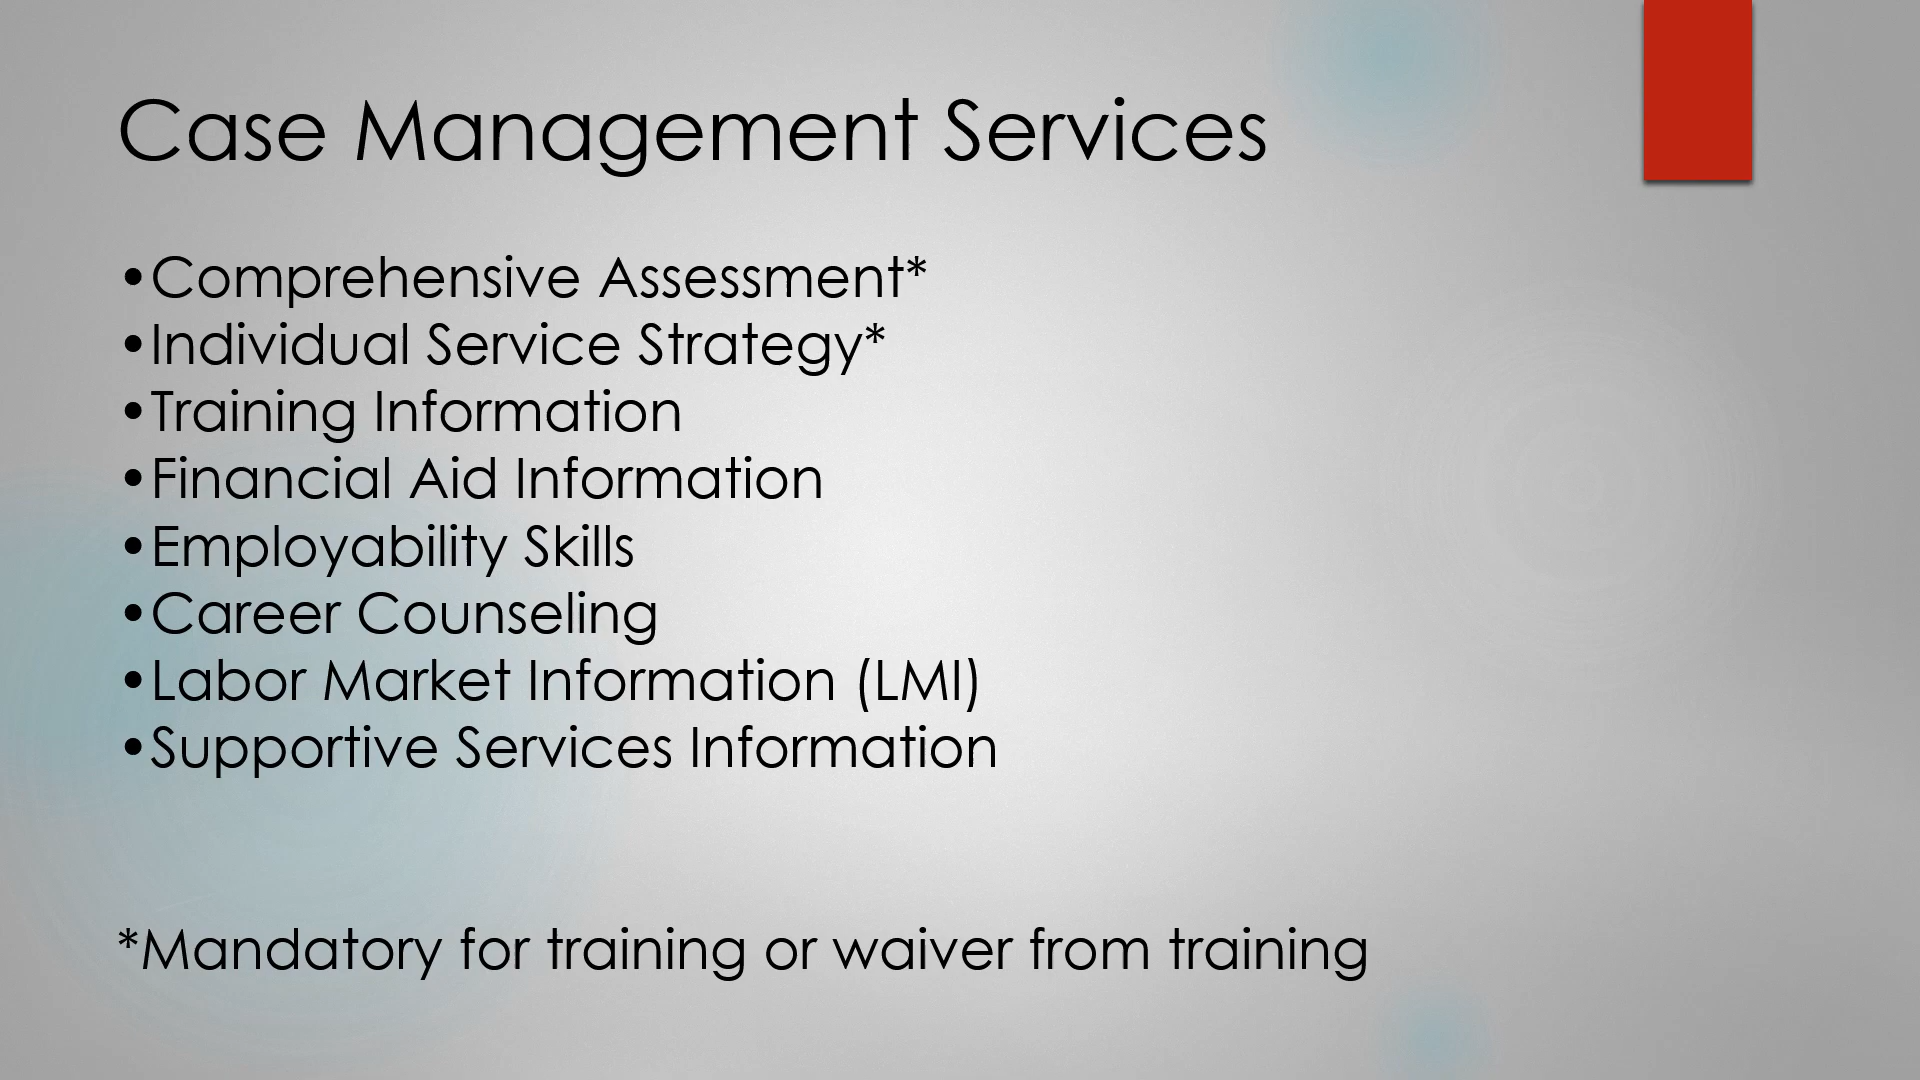 Case Management Services
•Comprehensive Assessment*
•Individual Service Strategy*
•Training Information
•Financial Aid Information
•Employability Skills
•Career Counseling
•Labor Market Information (LMI)
•Supportive Services Information
*Mandatory for training or waiver from training